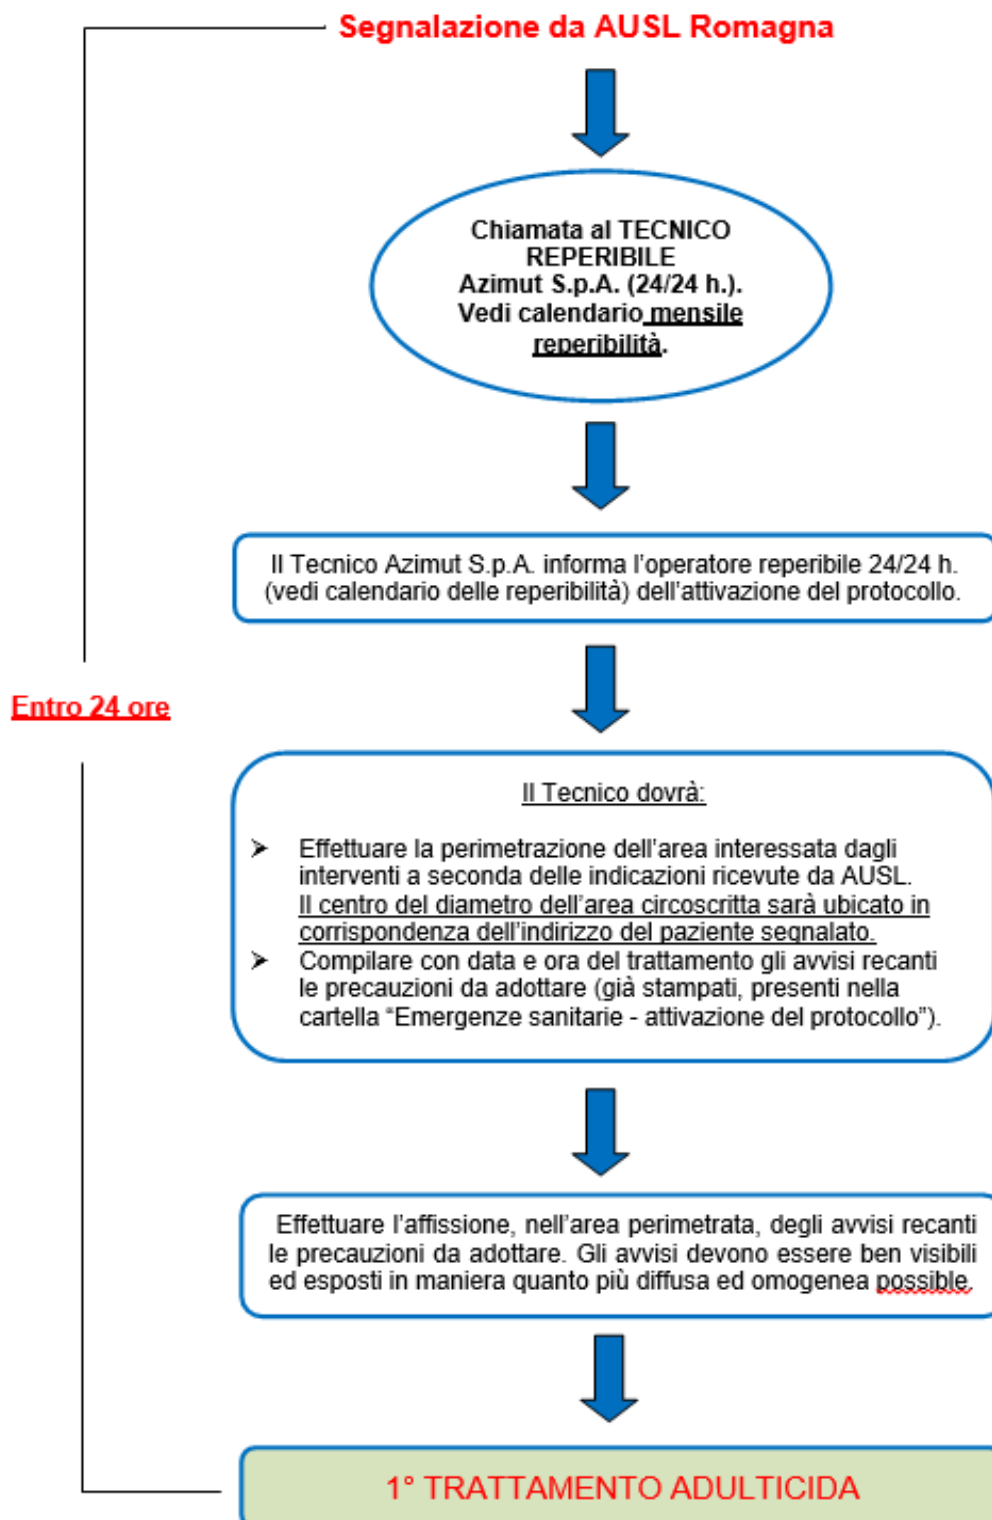 Segnalazione da AUSL Romagna
Chiamata al TECNICO
REPERIBILE
Azimut S.p.A. (24/24 h.).
Vedi calendario mensile
reperibilità.
Il Tecnico Azimut S.p.A. informa l'operatore reperibile 24/24 h.
(vedi calendario delle reperibilità) dell'attivazione del protocollo.
Entro 24 ore
Il Tecnico dovrà:
➢ Effettuare la perimetrazione dell'area interessata dagli
interventi a seconda delle indicazioni ricevute da AUSL.
Il centro del diametro dell'area circoscritta sarà ubicato in
corrispondenza dell'indirizzo del paziente segnalato.
➢ Compilare con data e ora del trattamento gli avvisi recanti
le precauzioni da adottare (già stampati, presenti nella
cartella “Emergenze sanitarie - attivazione del protocollo”).
Effettuare l'affissione, nell'area perimetrata, degli avvisi recanti
le precauzioni da adottare. Gli avvisi devono essere ben visibili
ed esposti in maniera quanto più diffusa ed omogenea possible.
1° TRATTAMENTO ADULTICIDA